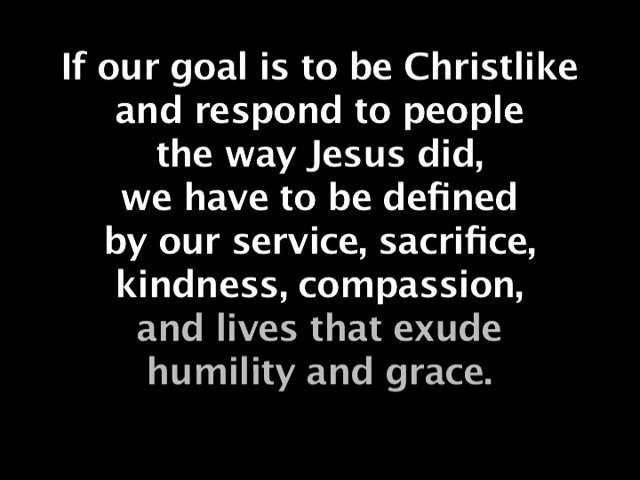 If our goal is to be Christlike
and respond to people
the way Jesus did,
we have to be defined
by our service, sacrifice,
kindness, compassion,
and lives that exude
humility and grace.